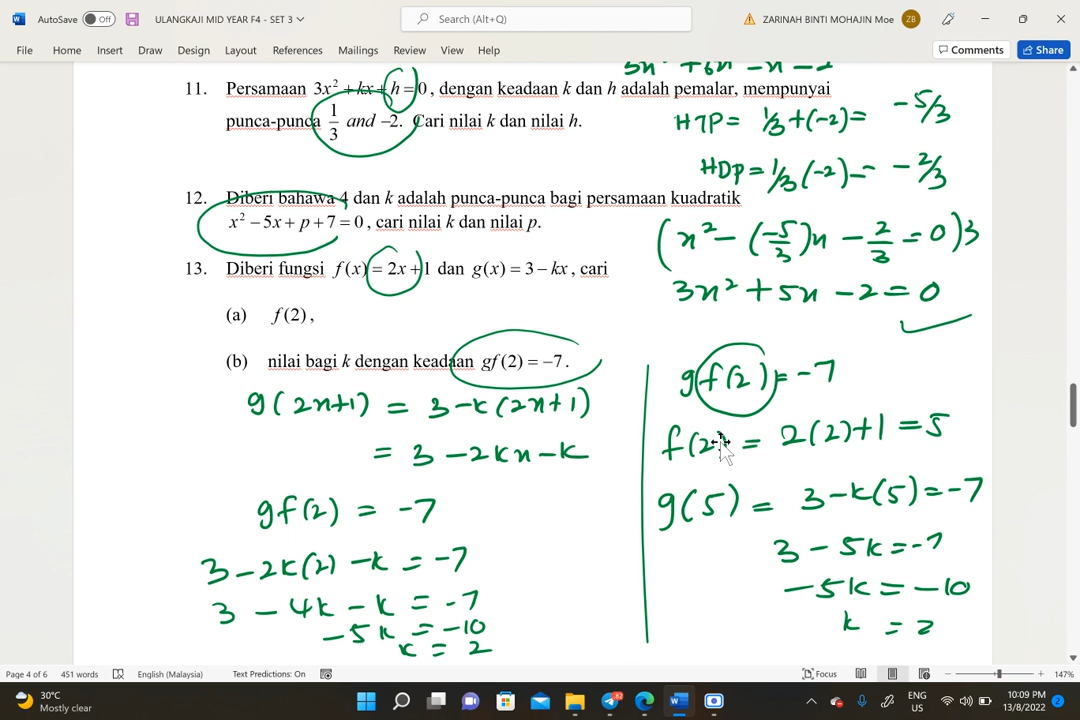 AutoSave Off ULANGKAJI MID YEAR F4 - SET 3 Search (Alt+Q) ZARINAH BINTI MOHAJIN Moe ZB
File Home Insert Draw Design Layout References Mailings Review View Help Comments Share
11. Persamaan 3x² + kx + h = 0, dengan keadaan k dan h adalah pemalar, mempunyai
punca-punca 1/3 and −2. Cari nilai k dan nilai h.
HTP = 1/3 + (-2) = -5/3
HDP = 1/3 (-2) = -2/3
12. Diberi bahawa 4 dan k adalah punca-punca bagi persamaan kuadratik
x² − 5x + p + 7 = 0, cari nilai k dan nilai p.
(x² - (-5/3)x - 2/3 = 0)3
3x² + 5x - 2 = 0
13. Diberi fungsi f(x) = 2x + 1 dan g(x) = 3 − kx, cari
(a) f(2),
(b) nilai bagi k dengan keadaan gf(2) = −7.
g(2x+1) = 3-k(2x+1)
= 3 - 2kx - k
gf(2) = -7
3 - 2k(2) - k = -7
3 - 4k - k = -7
-5k = -10
k = 2
gf(2) = -7
f(2) = 2(2)+1 = 5
g(5) = 3-k(5) = -7
3 - 5k = -7
-5k = -10
k = 2
Page 4 of 6 451 words English (Malaysia) Text Predictions: On Focus 147%
30°C
Mostly clear
82
ENG
US
10:09 PM
13/8/2022
2